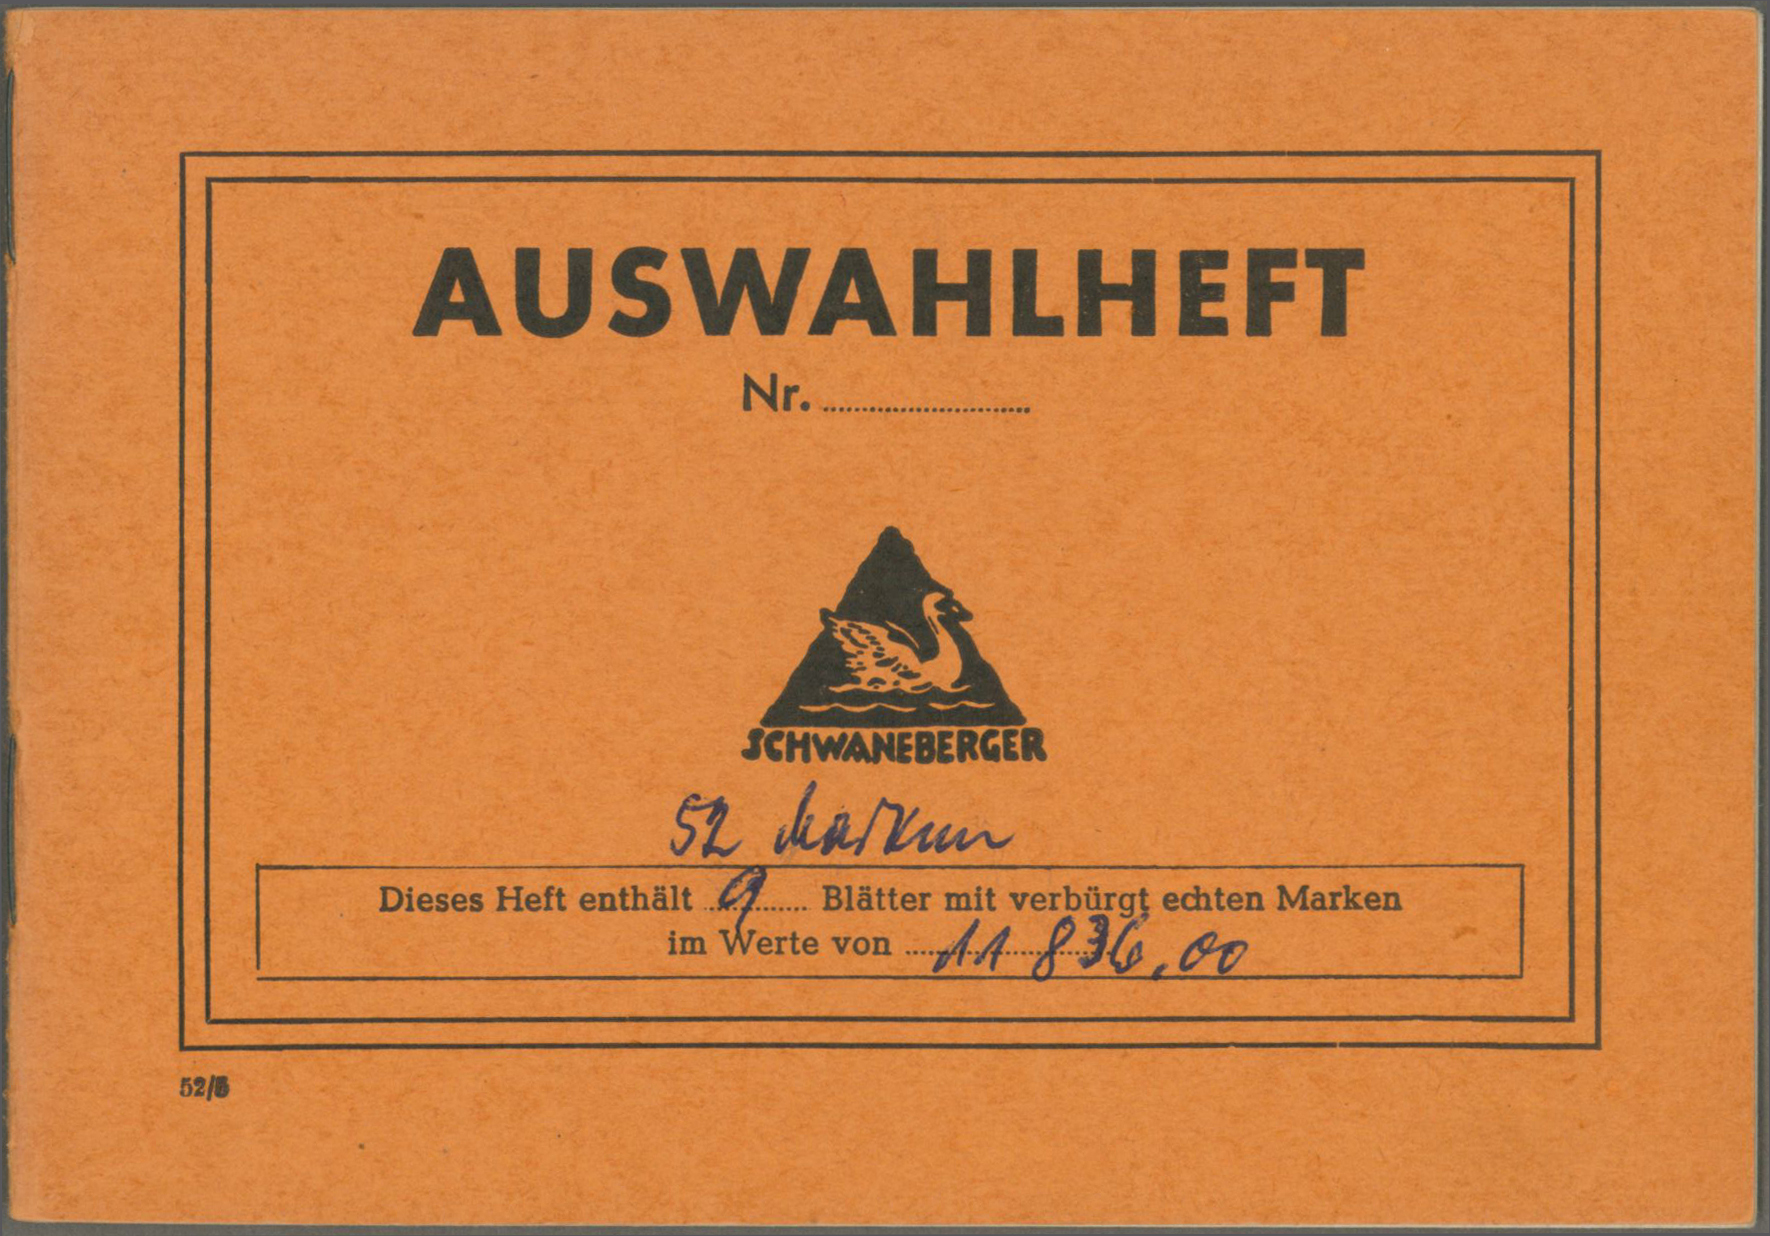 AUSWAHLHEFT
Nr. ....................
SCHWANEBERGER
52 Marken
Dieses Heft enthält 9 Blätter mit verbürgt echten Marken
im Werte von 11 836,00
52/